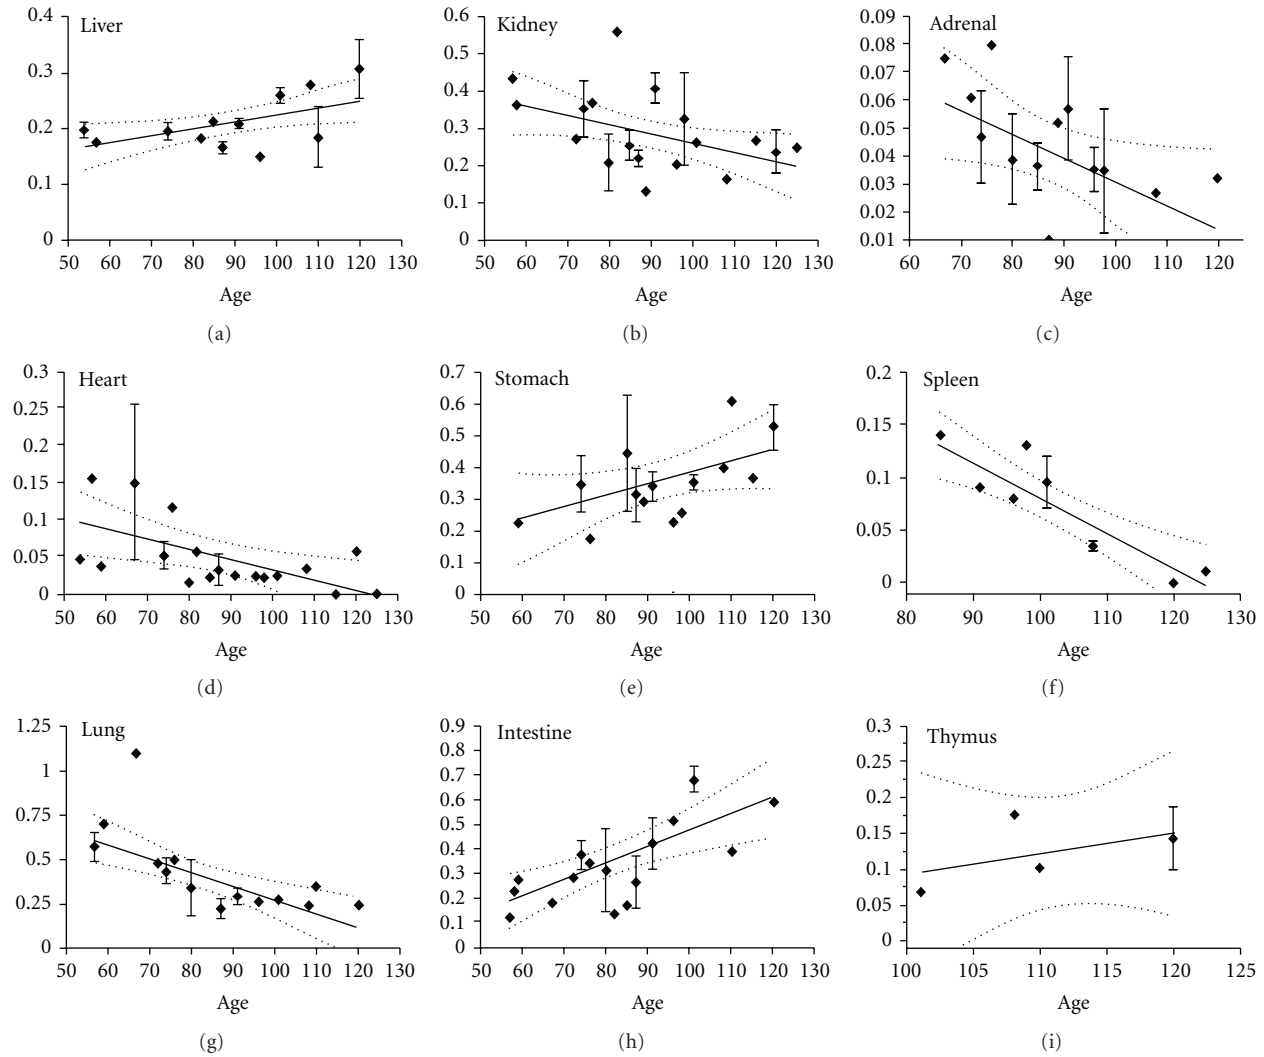 Liver
0.4
0.3
0.2
0.1
0
50 60 70 80 90 100 110 120 130
Age
(a)
Kidney
0.6
0.5
0.4
0.3
0.2
0.1
0
50 60 70 80 90 100 110 120 130
Age
(b)
Adrenal
0.09
0.08
0.07
0.06
0.05
0.04
0.03
0.02
0.01
60 70 80 90 100 110 120
Age
(c)
Heart
0.3
0.25
0.2
0.15
0.1
0.05
0
50 60 70 80 90 100 110 120 130
Age
(d)
Stomach
0.7
0.6
0.5
0.4
0.3
0.2
0.1
0
50 60 70 80 90 100 110 120 130
Age
(e)
Spleen
0.2
0.15
0.1
0.05
0
80 90 100 110 120 130
Age
(f)
Lung
1.25
1
0.75
0.5
0.25
0
50 60 70 80 90 100 110 120 130
Age
(g)
Intestine
0.9
0.8
0.7
0.6
0.5
0.4
0.3
0.2
0.1
0
50 60 70 80 90 100 110 120 130
Age
(h)
Thymus
0.3
0.25
0.2
0.15
0.1
0.05
0
100 105 110 115 120 125
Age
(i)